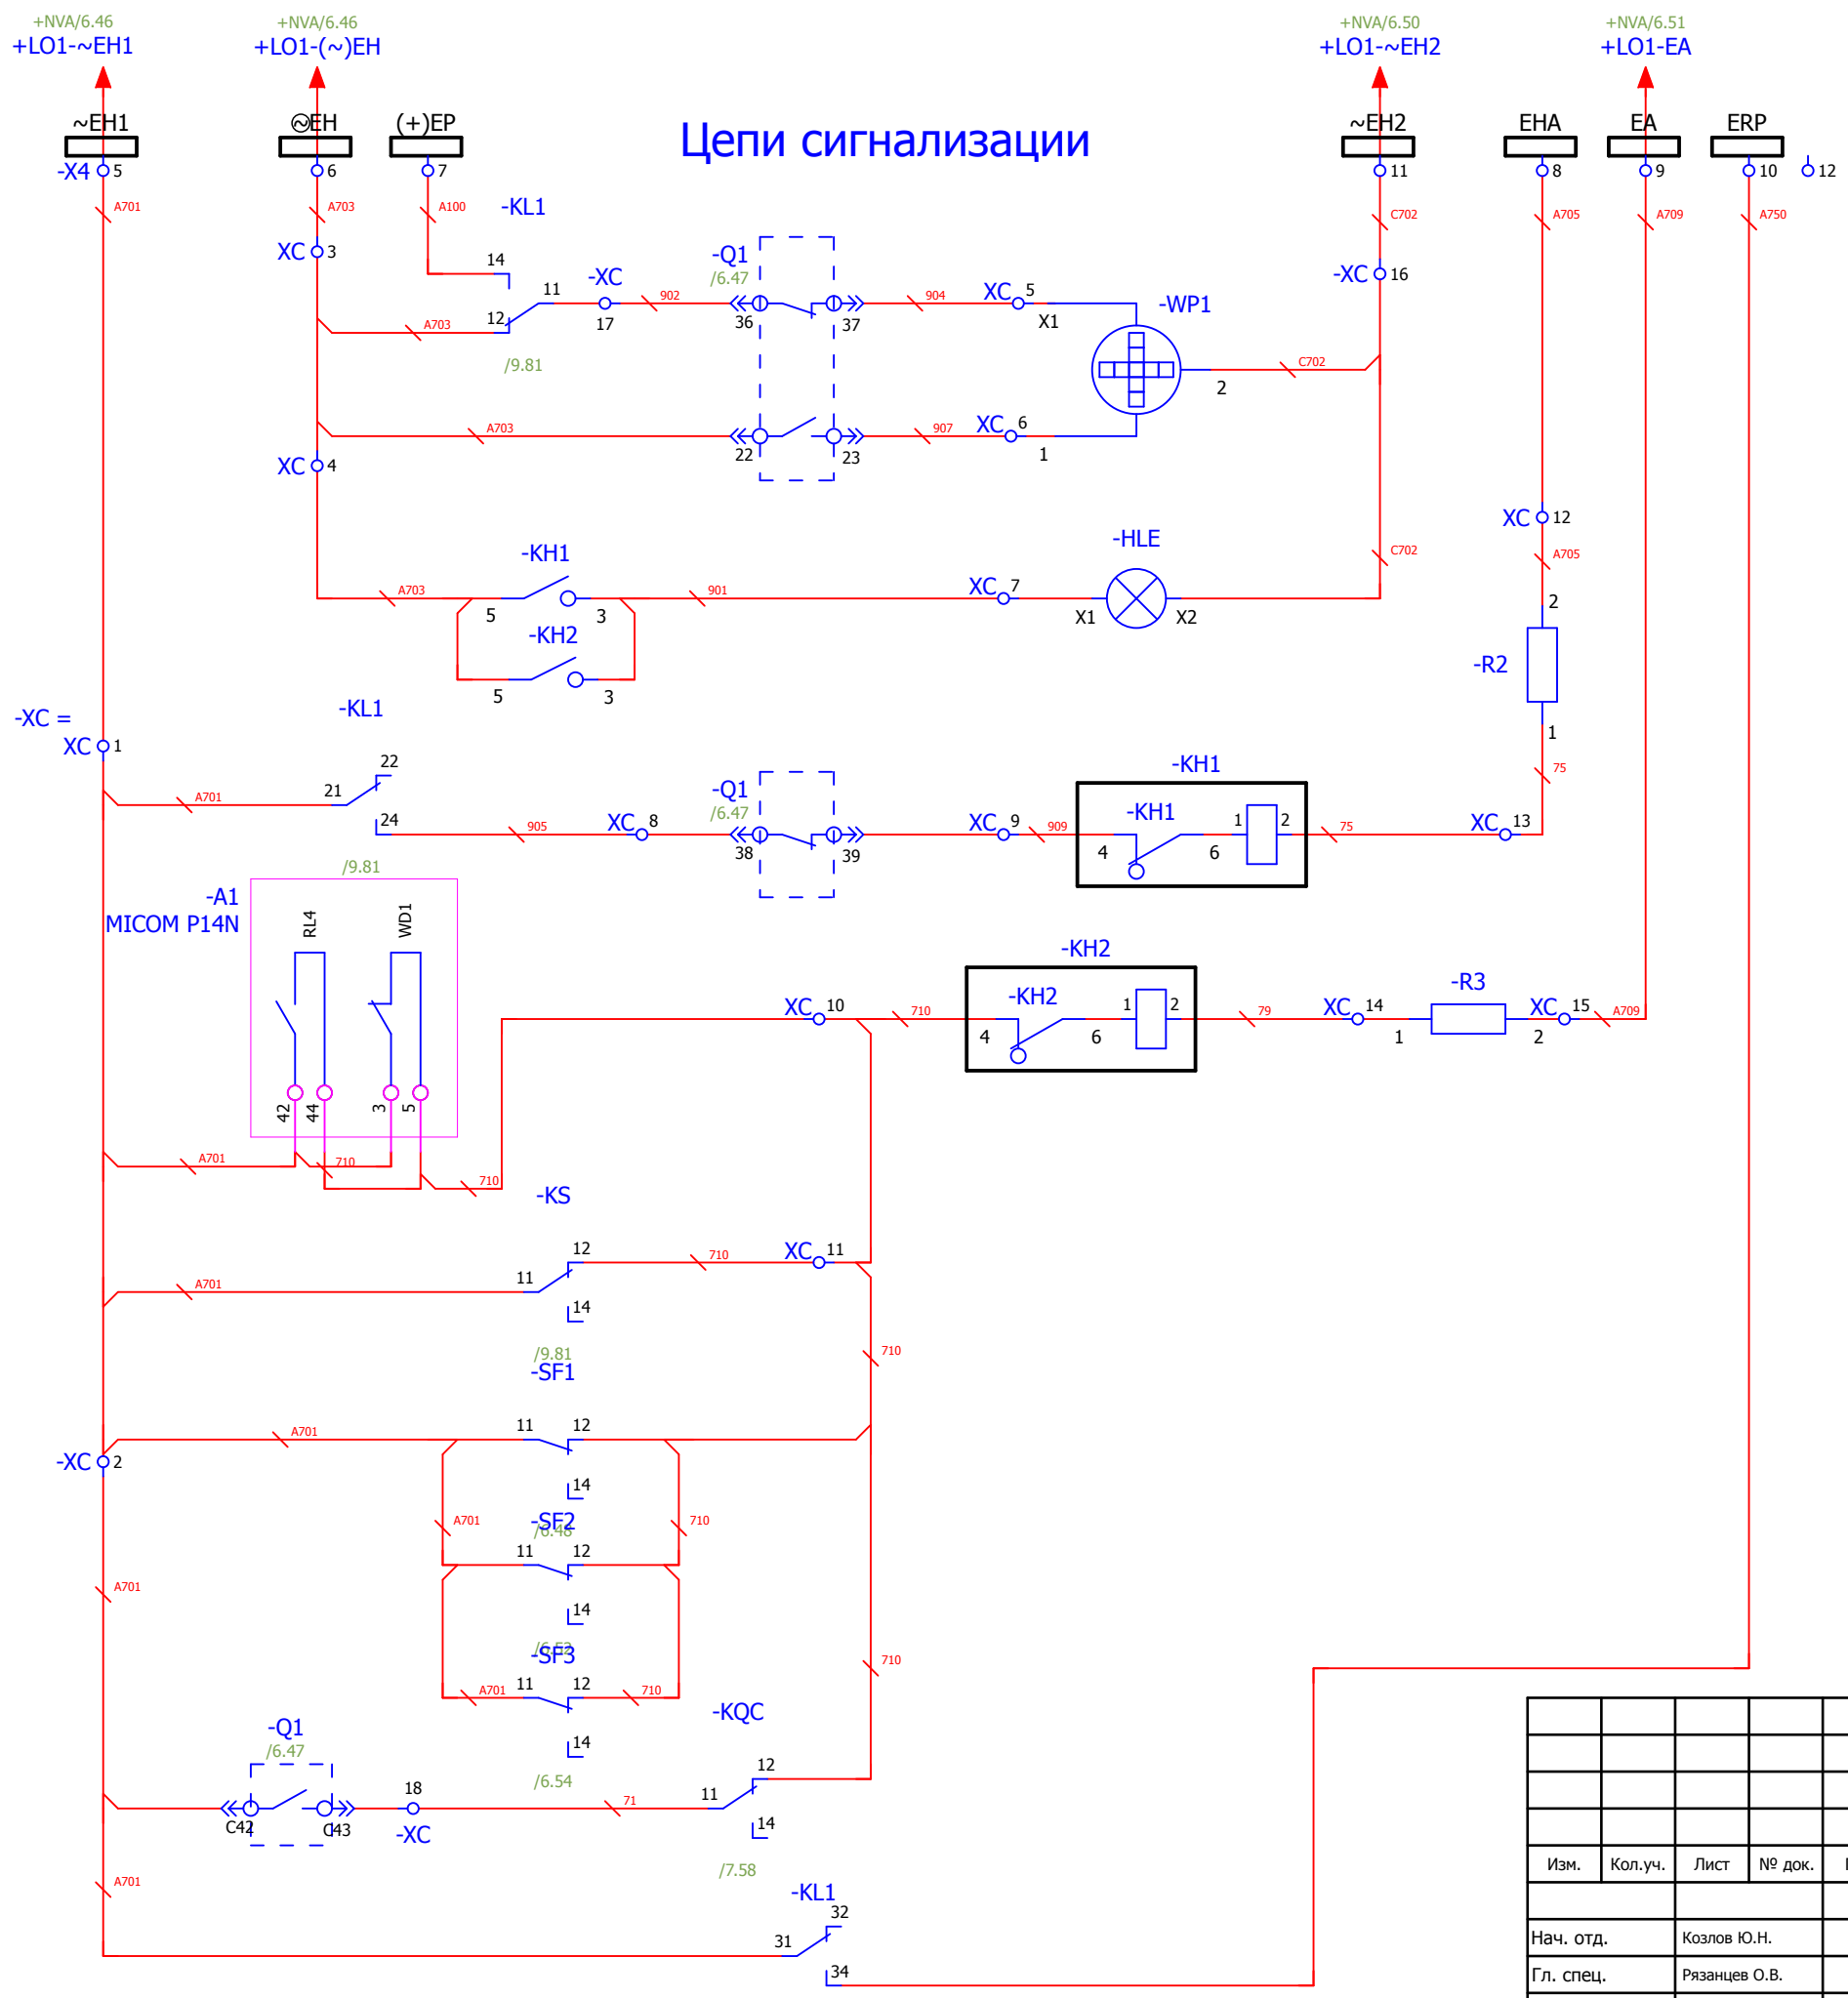 +NVA/6.46 +NVA/6.46 +NVA/6.50 +NVA/6.51
+LO1-~EH1 +LO1-(~)EH +LO1-~EH2 +LO1-EA
~EH1 EH (+)EP ~EH2 EHA EA ERP
Цепи сигнализации
-X4 5 6 7 11 8 9 10 12
A701 A703 A100 -KL1 C702 A705 A709 A750
XC 3 14 -Q1 /6.47 -XC 16
11 -XC 17 902 36 37 904 XC 5 X1 -WP1
12 A703
/9.81
2 C702
A703 22 23 907 XC 6 1
XC 4
XC 12
A705
-KH1 -HLE C702
A703 5 3 901 XC 7 X1 X2
-KH2
5 3
2
-R2
1
75
-KL1
-XC =
XC 1
22 -Q1 /6.47 -KH1
A701 21
24 905 XC 8 38 39 XC 9 909 -KH1 4 6 1 2 75 XC 13
/9.81
-A1
MICOM P14N
RL4 WD1
-KH2
XC 10 710 -KH2 4 6 1 2 79 XC 14 1 -R3 2 XC 15 A709
42 44 3 5
A701 710 710
-KS
12 710 XC 11
A701 11
14
/9.81
710
-SF1
A701 11 12
-XC 2
14
/6.48
-SF2
A701 710
11 12
14
A701
-SF3
A701 11 12 710
710
14
/6.54
-Q1
/6.47
-KQC
12
C42 C43 18 -XC 71 11
14
/7.58
A701
-KL1
32
31
34
Изм. Кол.уч. Лист № док.
Нач. отд. Козлов Ю.Н.
Гл. спец. Рязанцев О.В.